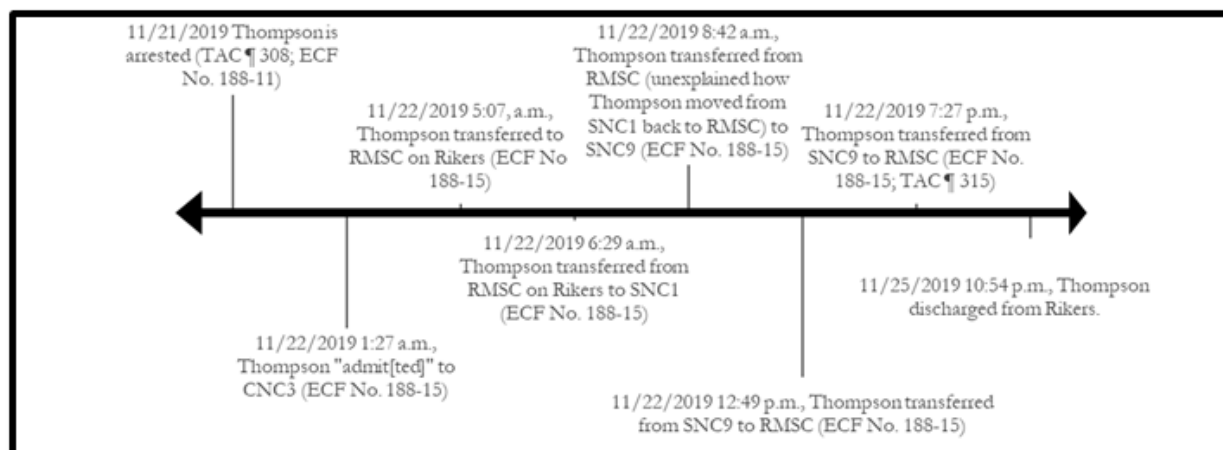 11/21/2019 Thompson is
arrested (TAC ¶ 308; ECF
No. 188-11)
11/22/2019 1:27 a.m.,
Thompson "admit[ted]" to
CNC3 (ECF No. 188-15)
11/22/2019 5:07, a.m.,
Thompson transferred to
RMSC on Rikers (ECF No
188-15)
11/22/2019 6:29 a.m.,
Thompson transferred from
RMSC on Rikers to SNC1
(ECF No. 188-15)
11/22/2019 8:42 a.m.,
Thompson transferred from
RMSC (unexplained how
Thompson moved from
SNC1 back to RMSC) to
SNC9 (ECF No. 188-15)
11/22/2019 12:49 p.m., Thompson transferred
from SNC9 to RMSC (ECF No. 188-15)
11/22/2019 7:27 p.m.,
Thompson transferred from
SNC9 to RMSC (ECF No.
188-15; TAC ¶ 315)
11/25/2019 10:54 p.m., Thompson
discharged from Rikers.